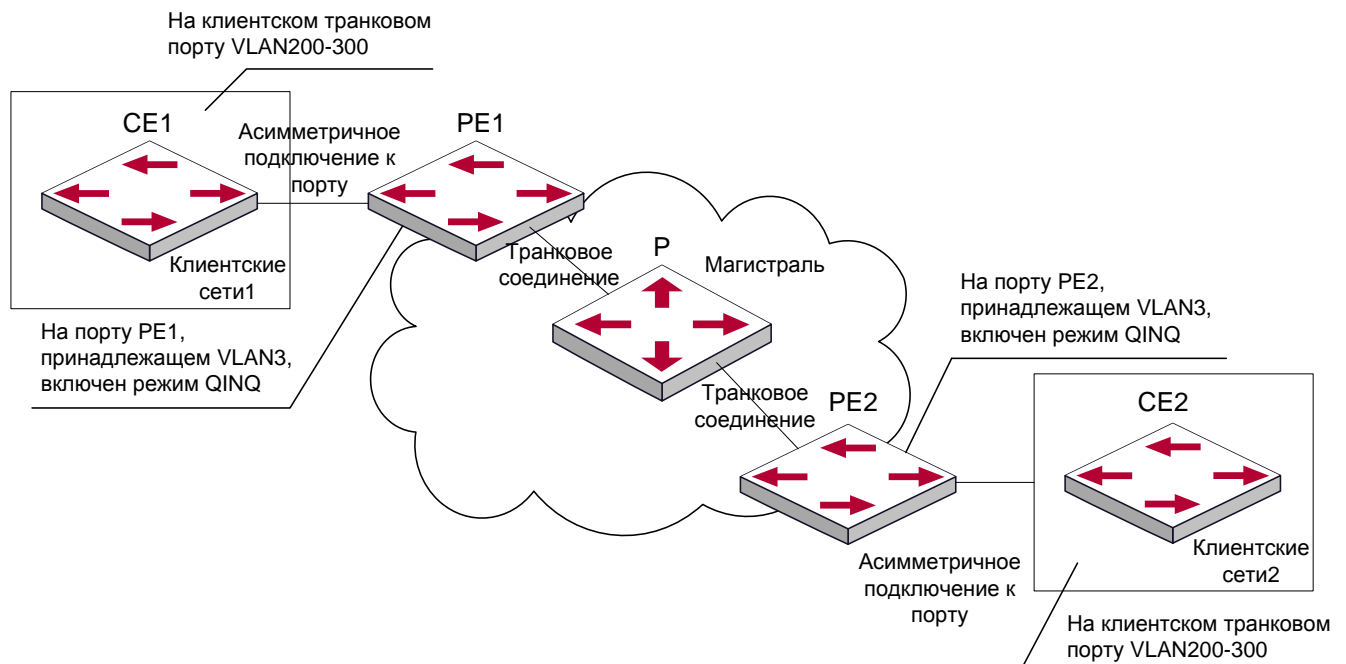 На клиентском транковом
порту VLAN200-300
CE1
Асимметричное
подключение к
порту
PE1
Клиентские
сети1
Транковое
соединение
P
Магистраль
На порту PE1,
принадлежащем VLAN3,
включен режим QINQ
На порту PE2,
принадлежащем VLAN3,
включен режим QINQ
Транковое
соединение
PE2
CE2
Клиентские
сети2
Асимметричное
подключение к
порту
На клиентском транковом
порту VLAN200-300